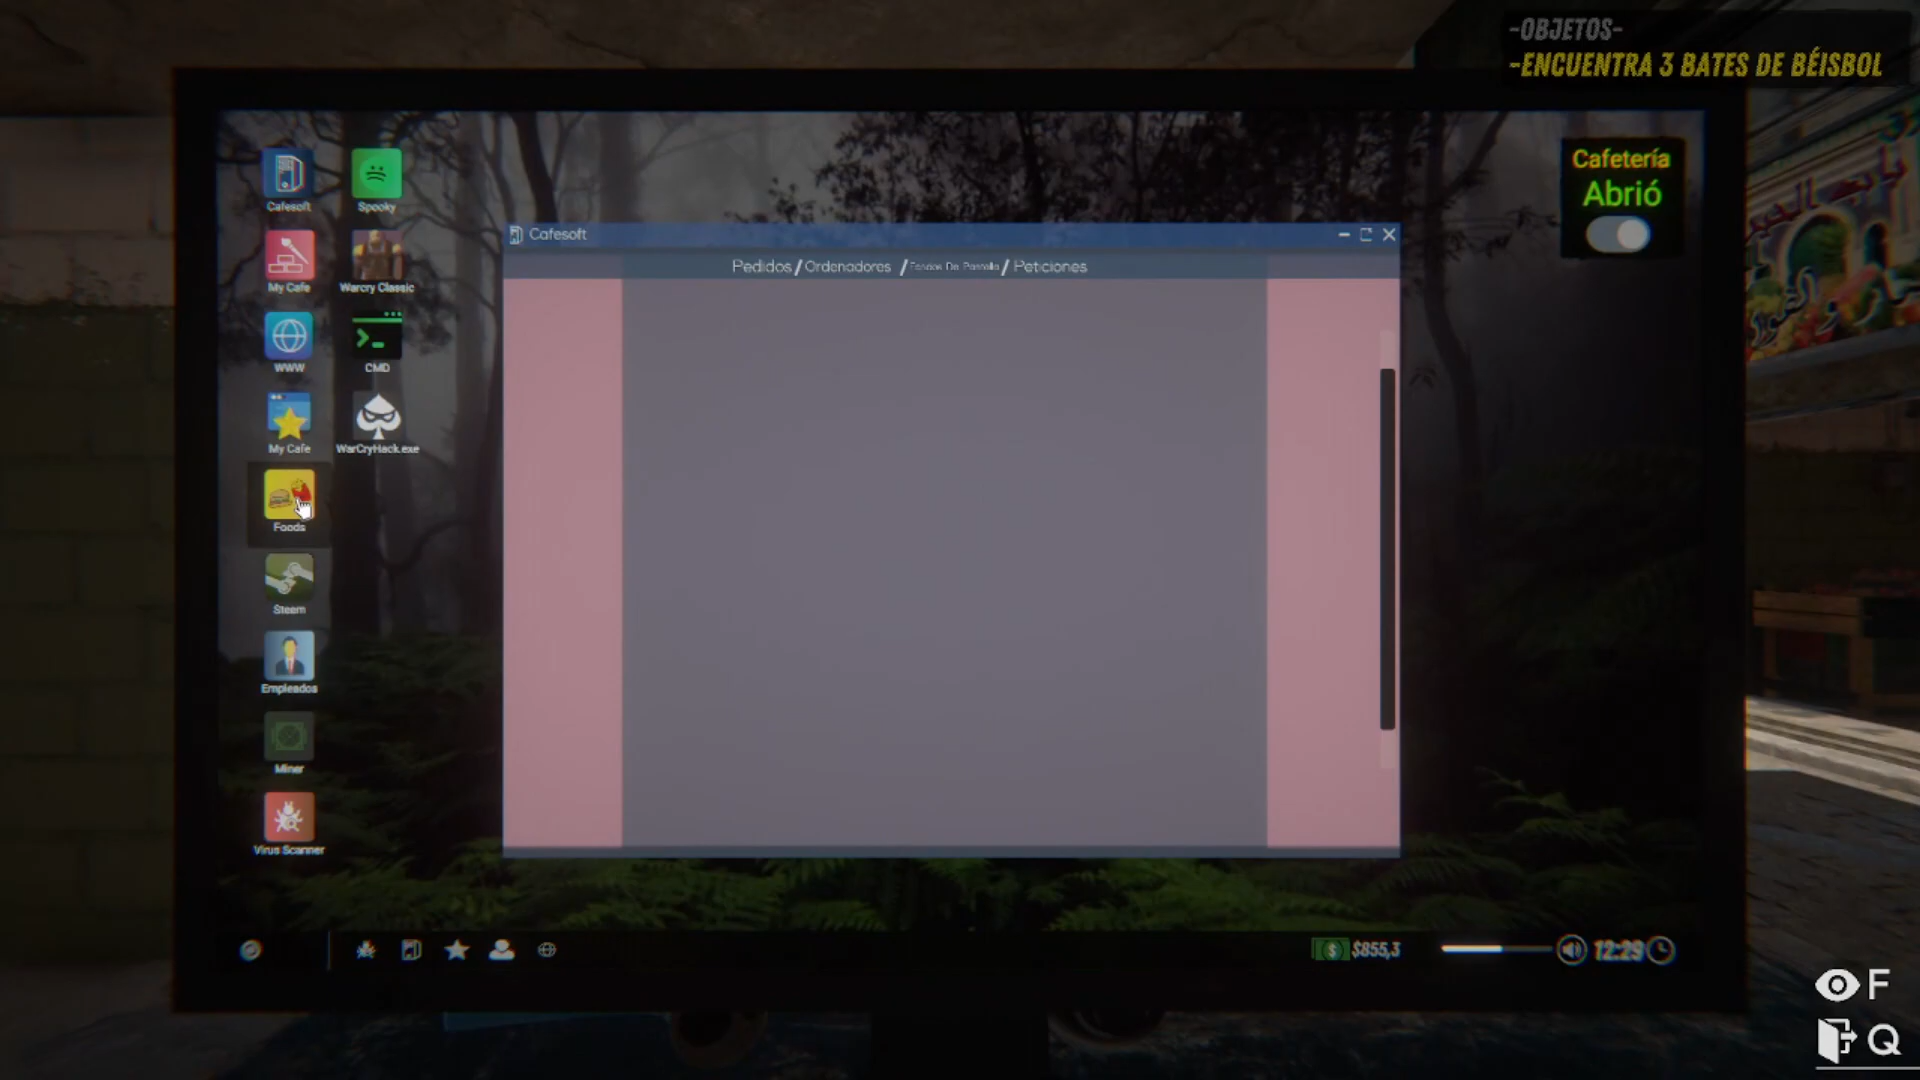 -OBJETOS-
-ENCUENTRA 3 BATES DE BÉISBOL
Cafetería
Abrió
Cafesoft
Spooky
My Cafe
Warcry Classic
WWW
CMD
My Cafe
WarCryHack.exe
Foods
Steem
Empleados
Miner
Virus Scanner
Cafesoft
Pedidos / Ordenadores / Fondos De Pantalla / Peticiones
$855,3
12:29
F
Q